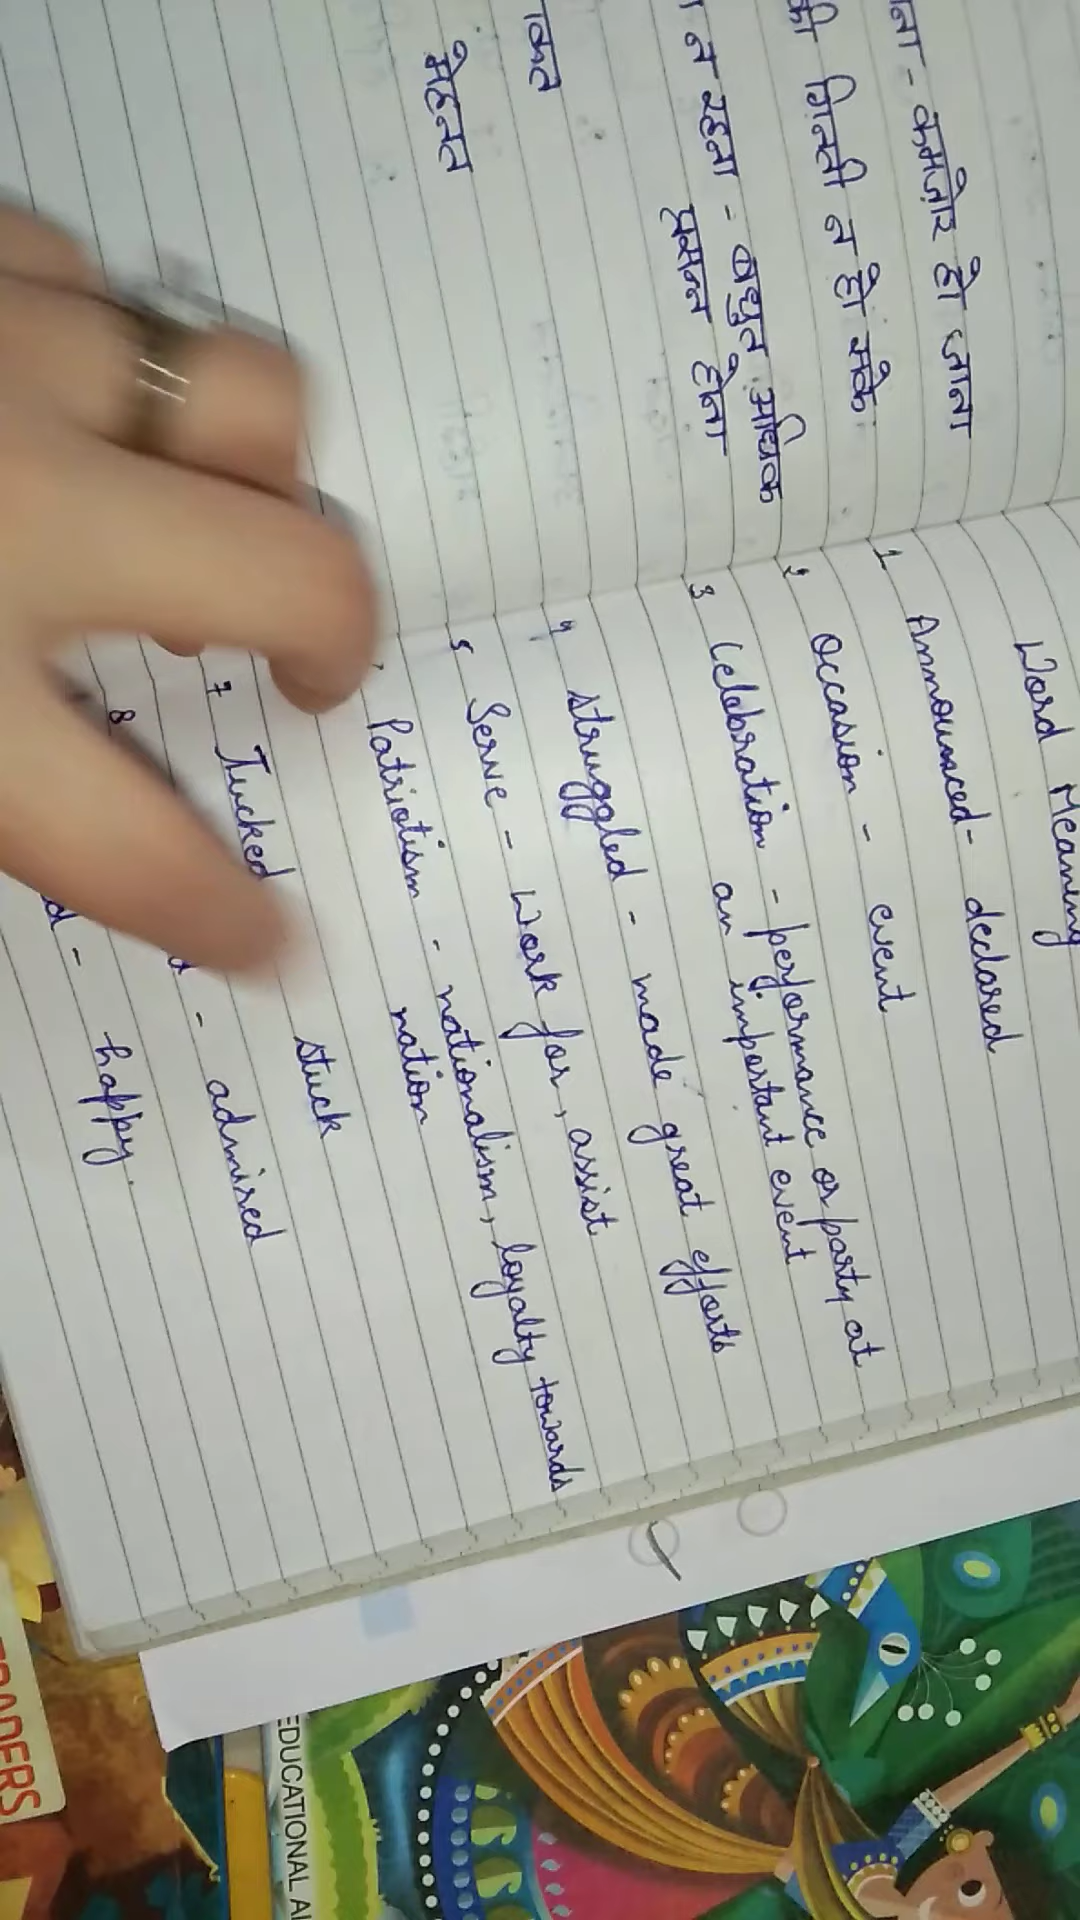 कमज़ोर हो जाना
गिनती न हो सके
न रहना - बहुत अधिक
प्रसन्न होना
मेहनत
Word Meaning
1 Announced - declared
2 Occasion - event
3 Celebration - performance or party at
an important event
4 Struggled - made great efforts
5 Serve - Work for, assist
Patriotism - nationalism, loyalty towards
nation
7 Tucked stuck
8 - admired
- happy.
EDUCATIONAL